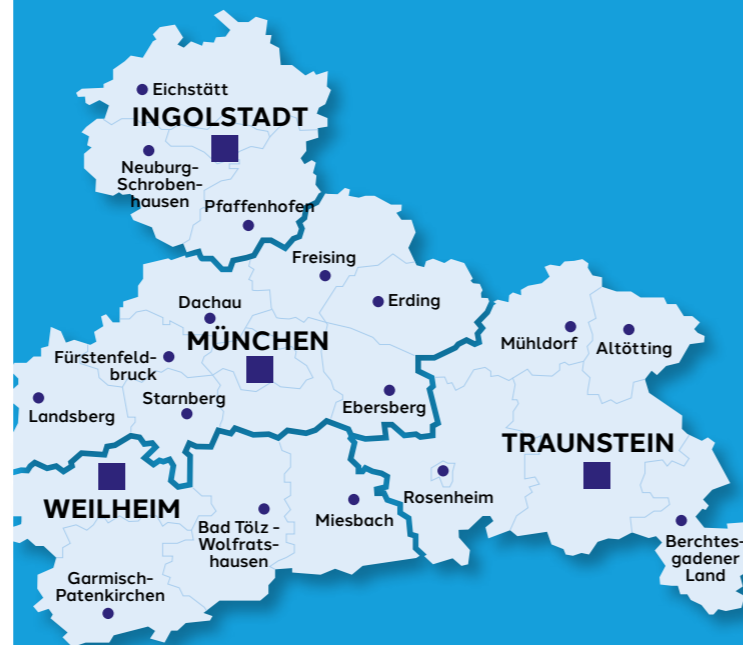 Eichstätt
INGOLSTADT
Neuburg-
Schroben-
hausen
Pfaffenhofen
Freising
Erding
Dachau
MÜNCHEN
Fürstenfeld-
bruck
Mühldorf
Altötting
Landsberg
Starnberg
Ebersberg
TRAUNSTEIN
WEILHEIM
Rosenheim
Bad Tölz -
Wolfrats-
hausen
Miesbach
Berchtes-
gadener
Land
Garmisch-
Patenkirchen